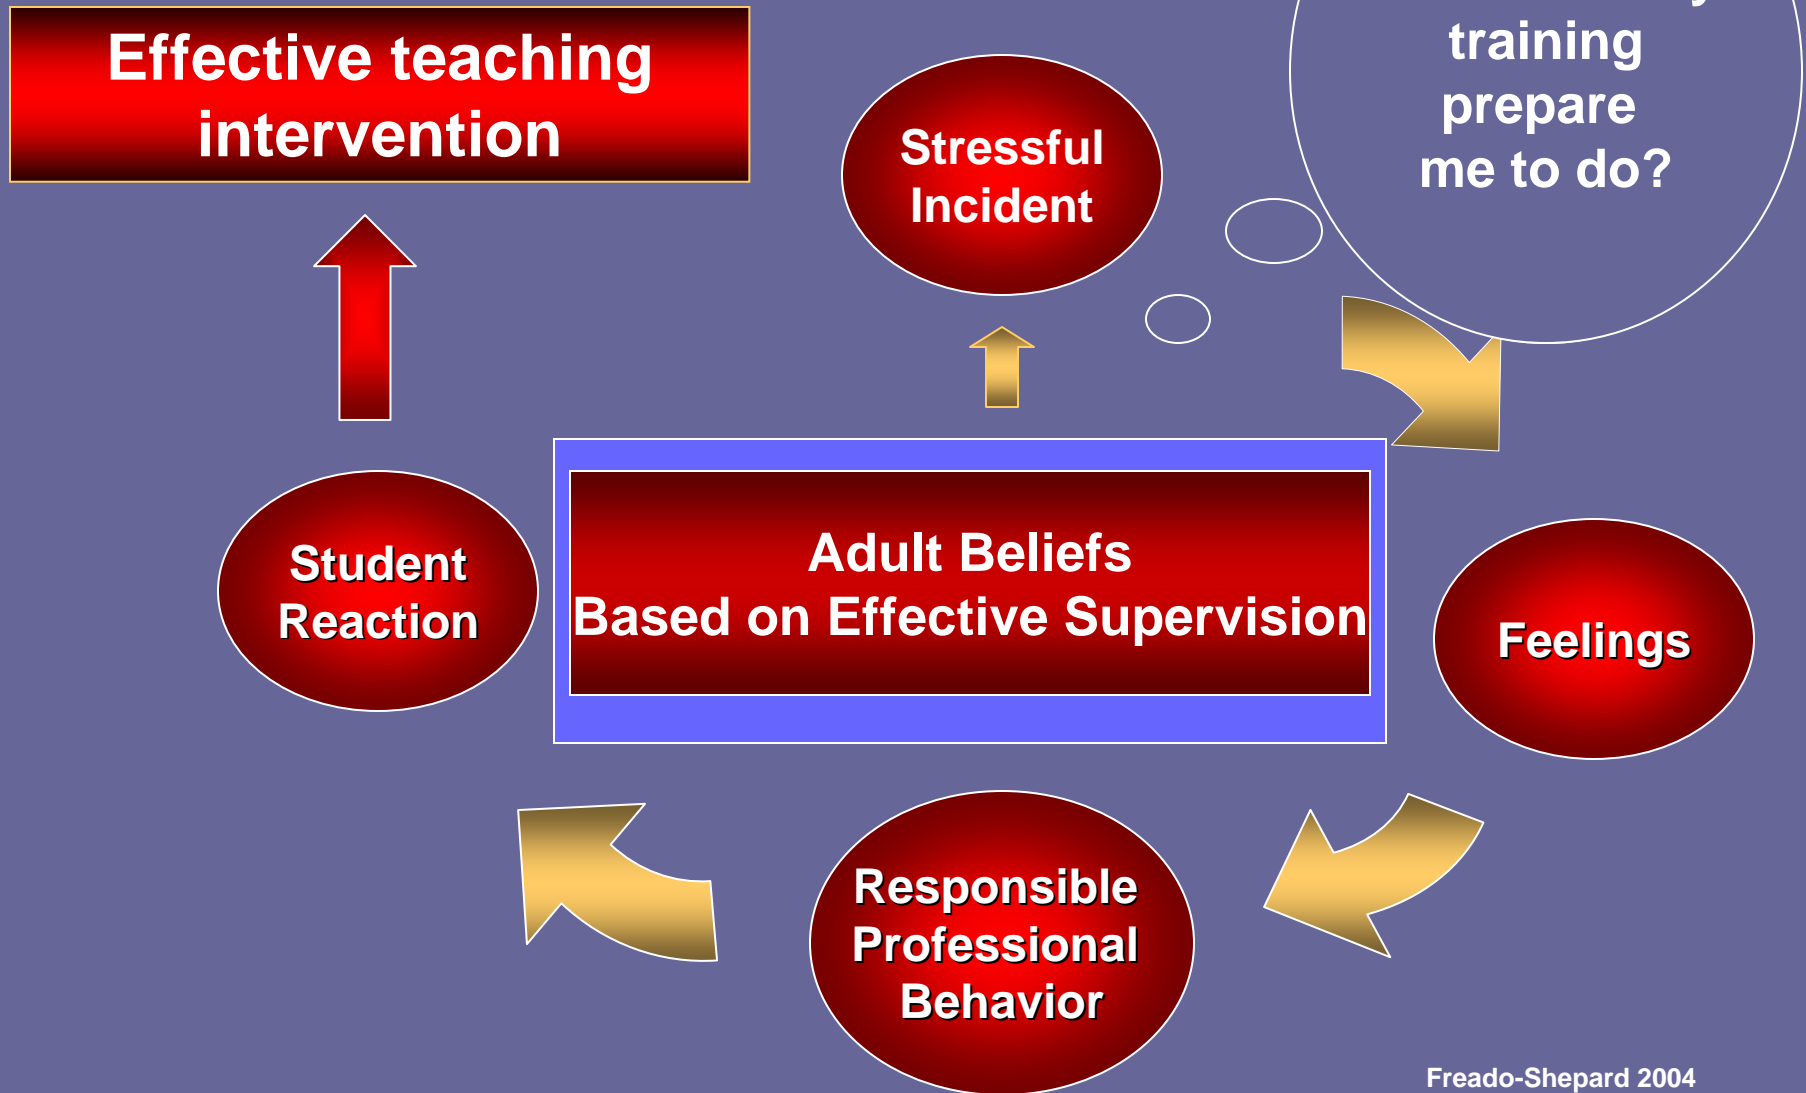 Effective teaching
intervention
Stressful
Incident
training
prepare
me to do?
Student
Reaction
Adult Beliefs
Based on Effective Supervision
Feelings
Responsible
Professional
Behavior
Freado-Shepard 2004